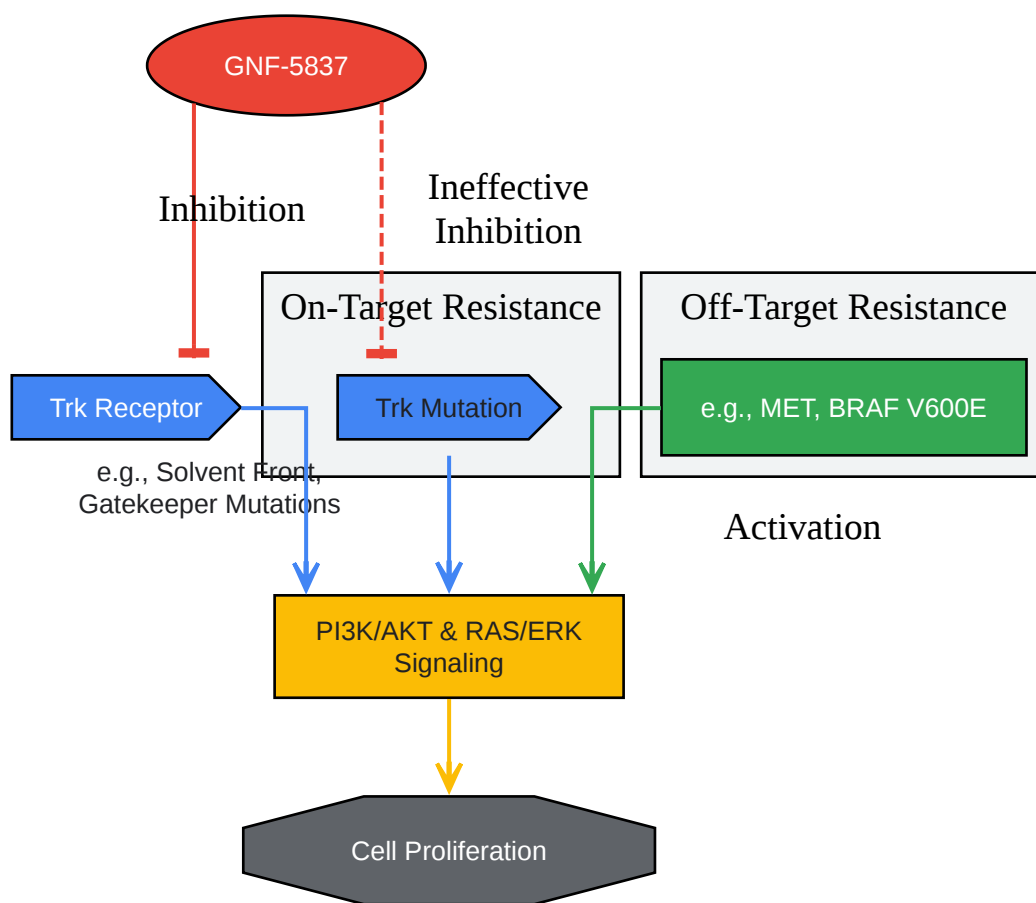 GNF-5837
Inhibition
Ineffective
Inhibition
On-Target Resistance
Off-Target Resistance
Trk Receptor
Trk Mutation
e.g., MET, BRAF V600E
e.g., Solvent Front,
Gatekeeper Mutations
Activation
PI3K/AKT & RAS/ERK
Signaling
Cell Proliferation